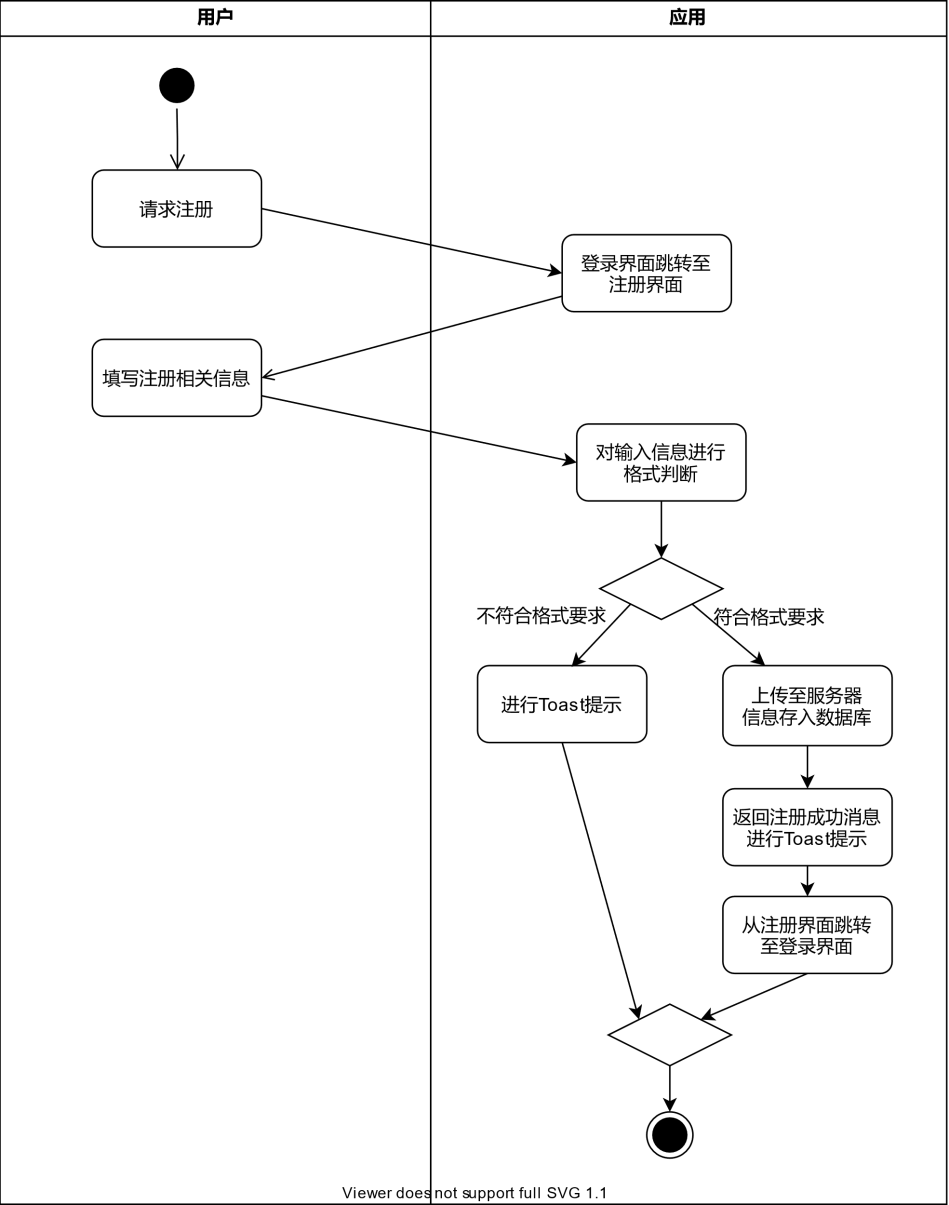 用户
应用
请求注册
登录界面跳转至
注册界面
填写注册相关信息
对输入信息进行
格式判断
不符合格式要求
符合格式要求
进行Toast提示
上传至服务器
信息存入数据库
返回注册成功消息
进行Toast提示
从注册界面跳转
至登录界面
Viewer does not support full SVG 1.1